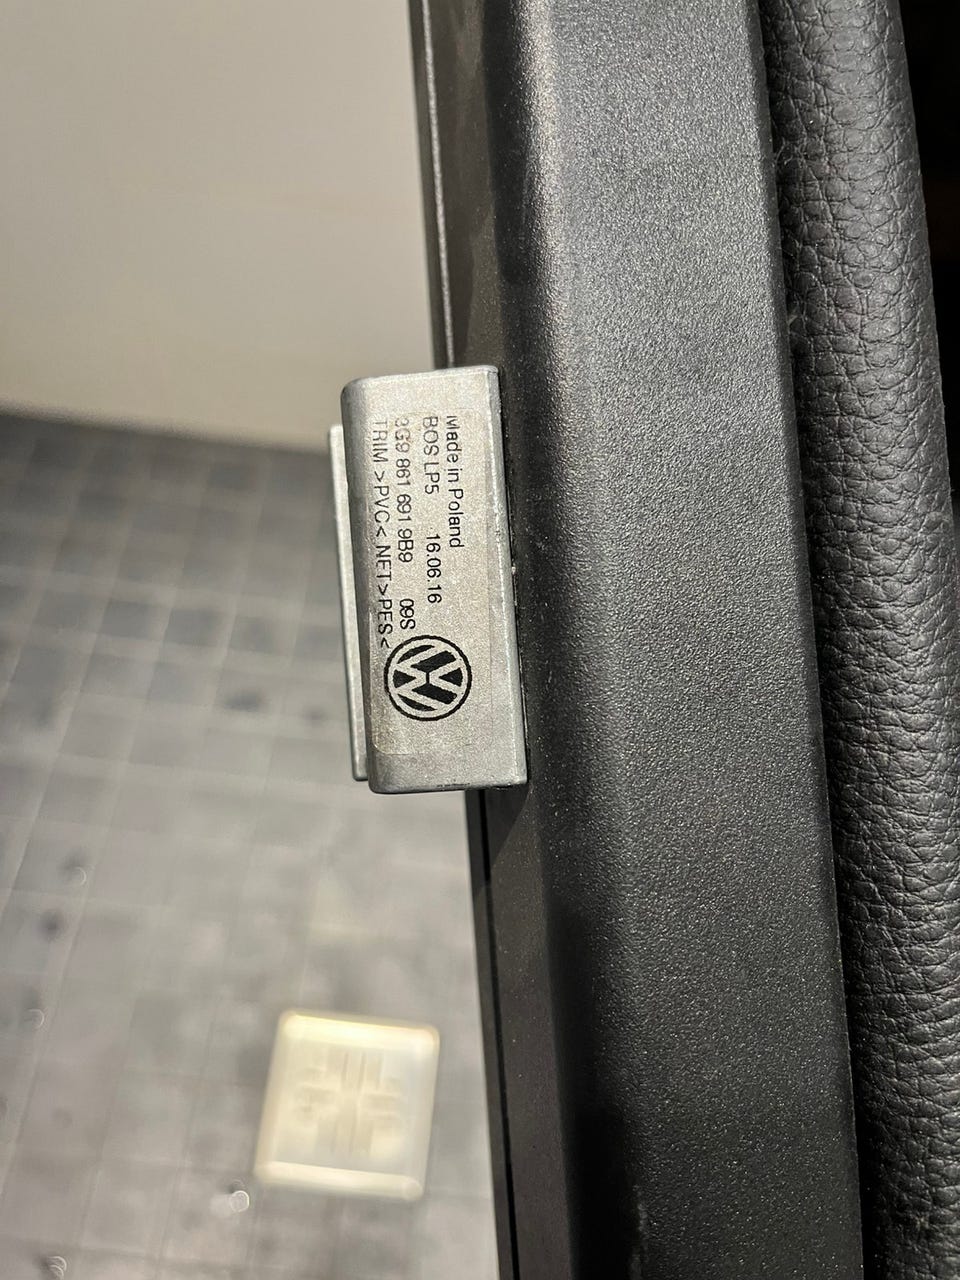 Made in Poland
BOS LP5 16.06.16
3G9 861 691 9B9 09S
TRIM >PVC< NET>PES<